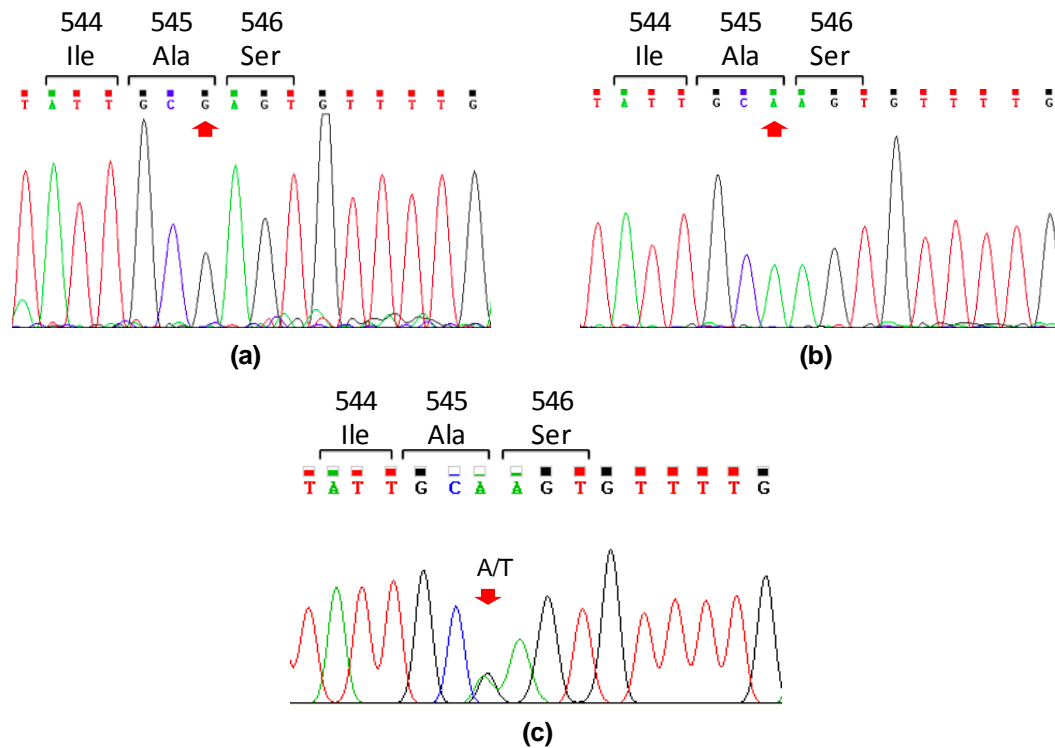 544 545 546
Ile Ala Ser
T A T T G C G A G T G T T T T G
(a)
544 545 546
Ile Ala Ser
T A T T G C A A G T G T T T T G
(b)
544 545 546
Ile Ala Ser
T A T T G C A A G T G T T T T G
A/T
(c)